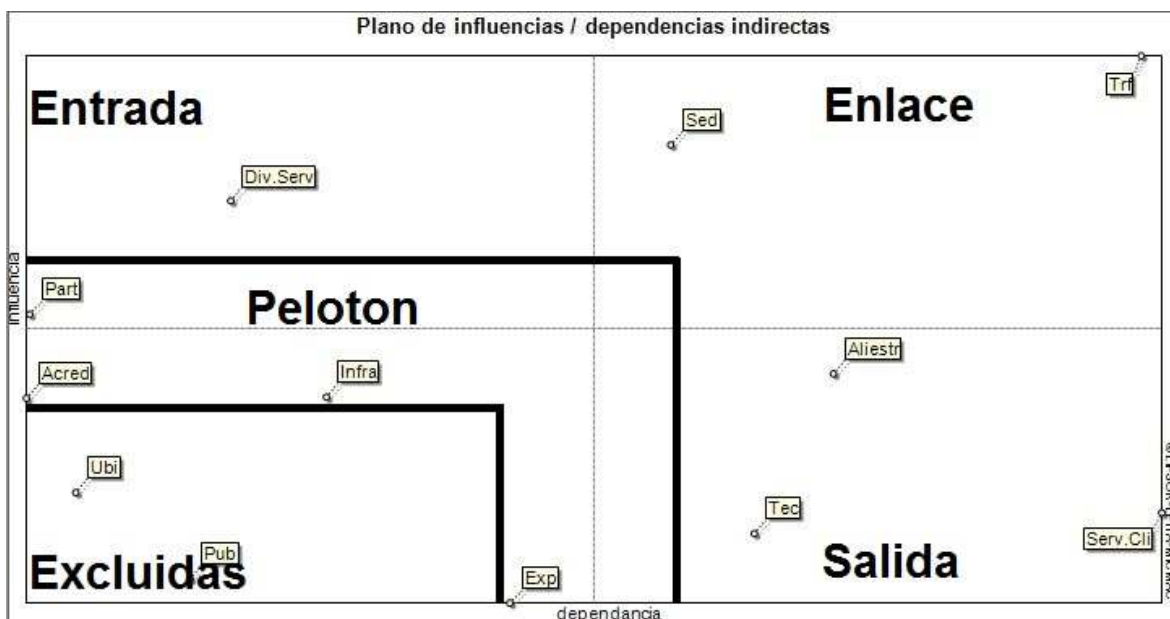 Plano de influencias / dependencias indirectas
Entrada
Enlace
Trf
Sed
Div.Serv
influencia
Part
Peloton
Aliestr
Acred
Infra
Ubi
Tec
Serv.Cli
Pub
Excluidas
Exp
Salida
dependancia